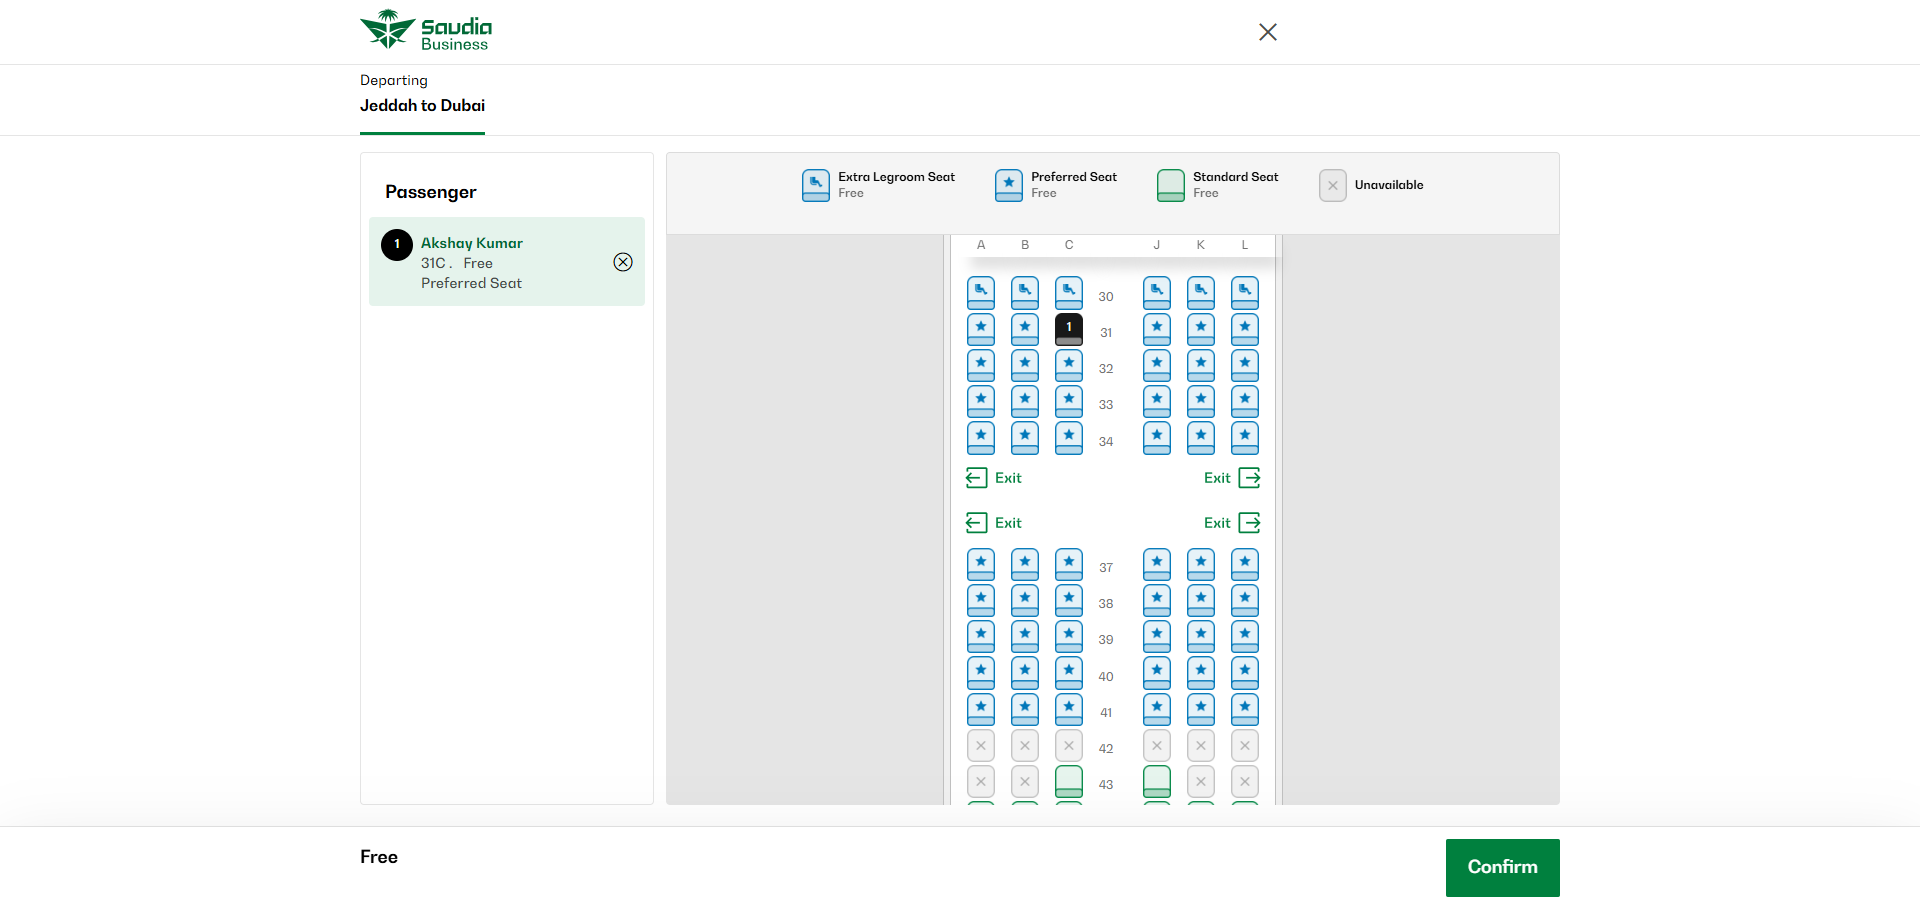 Saudia
Business
Departing
Jeddah to Dubai
Passenger
1
Akshay Kumar
31C . Free
Preferred Seat
Extra Legroom Seat
Free
Preferred Seat
Free
Standard Seat
Free
Unavailable
A B C J K L
30
1 31
32
33
34
Exit Exit
Exit Exit
37
38
39
40
41
42
43
Free
Confirm